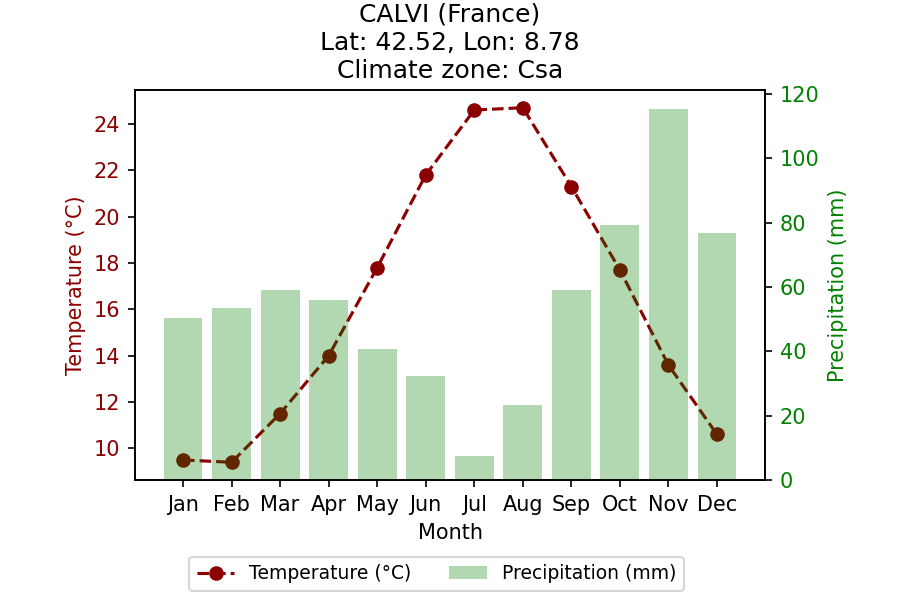 CALVI (France)
Lat: 42.52, Lon: 8.78
Climate zone: Csa
24
22
20
18
16
14
12
10
Temperature (°C)
120
100
80
60
40
20
0
Precipitation (mm)
Jan Feb Mar Apr May Jun Jul Aug Sep Oct Nov Dec
Month
Temperature (°C) Precipitation (mm)